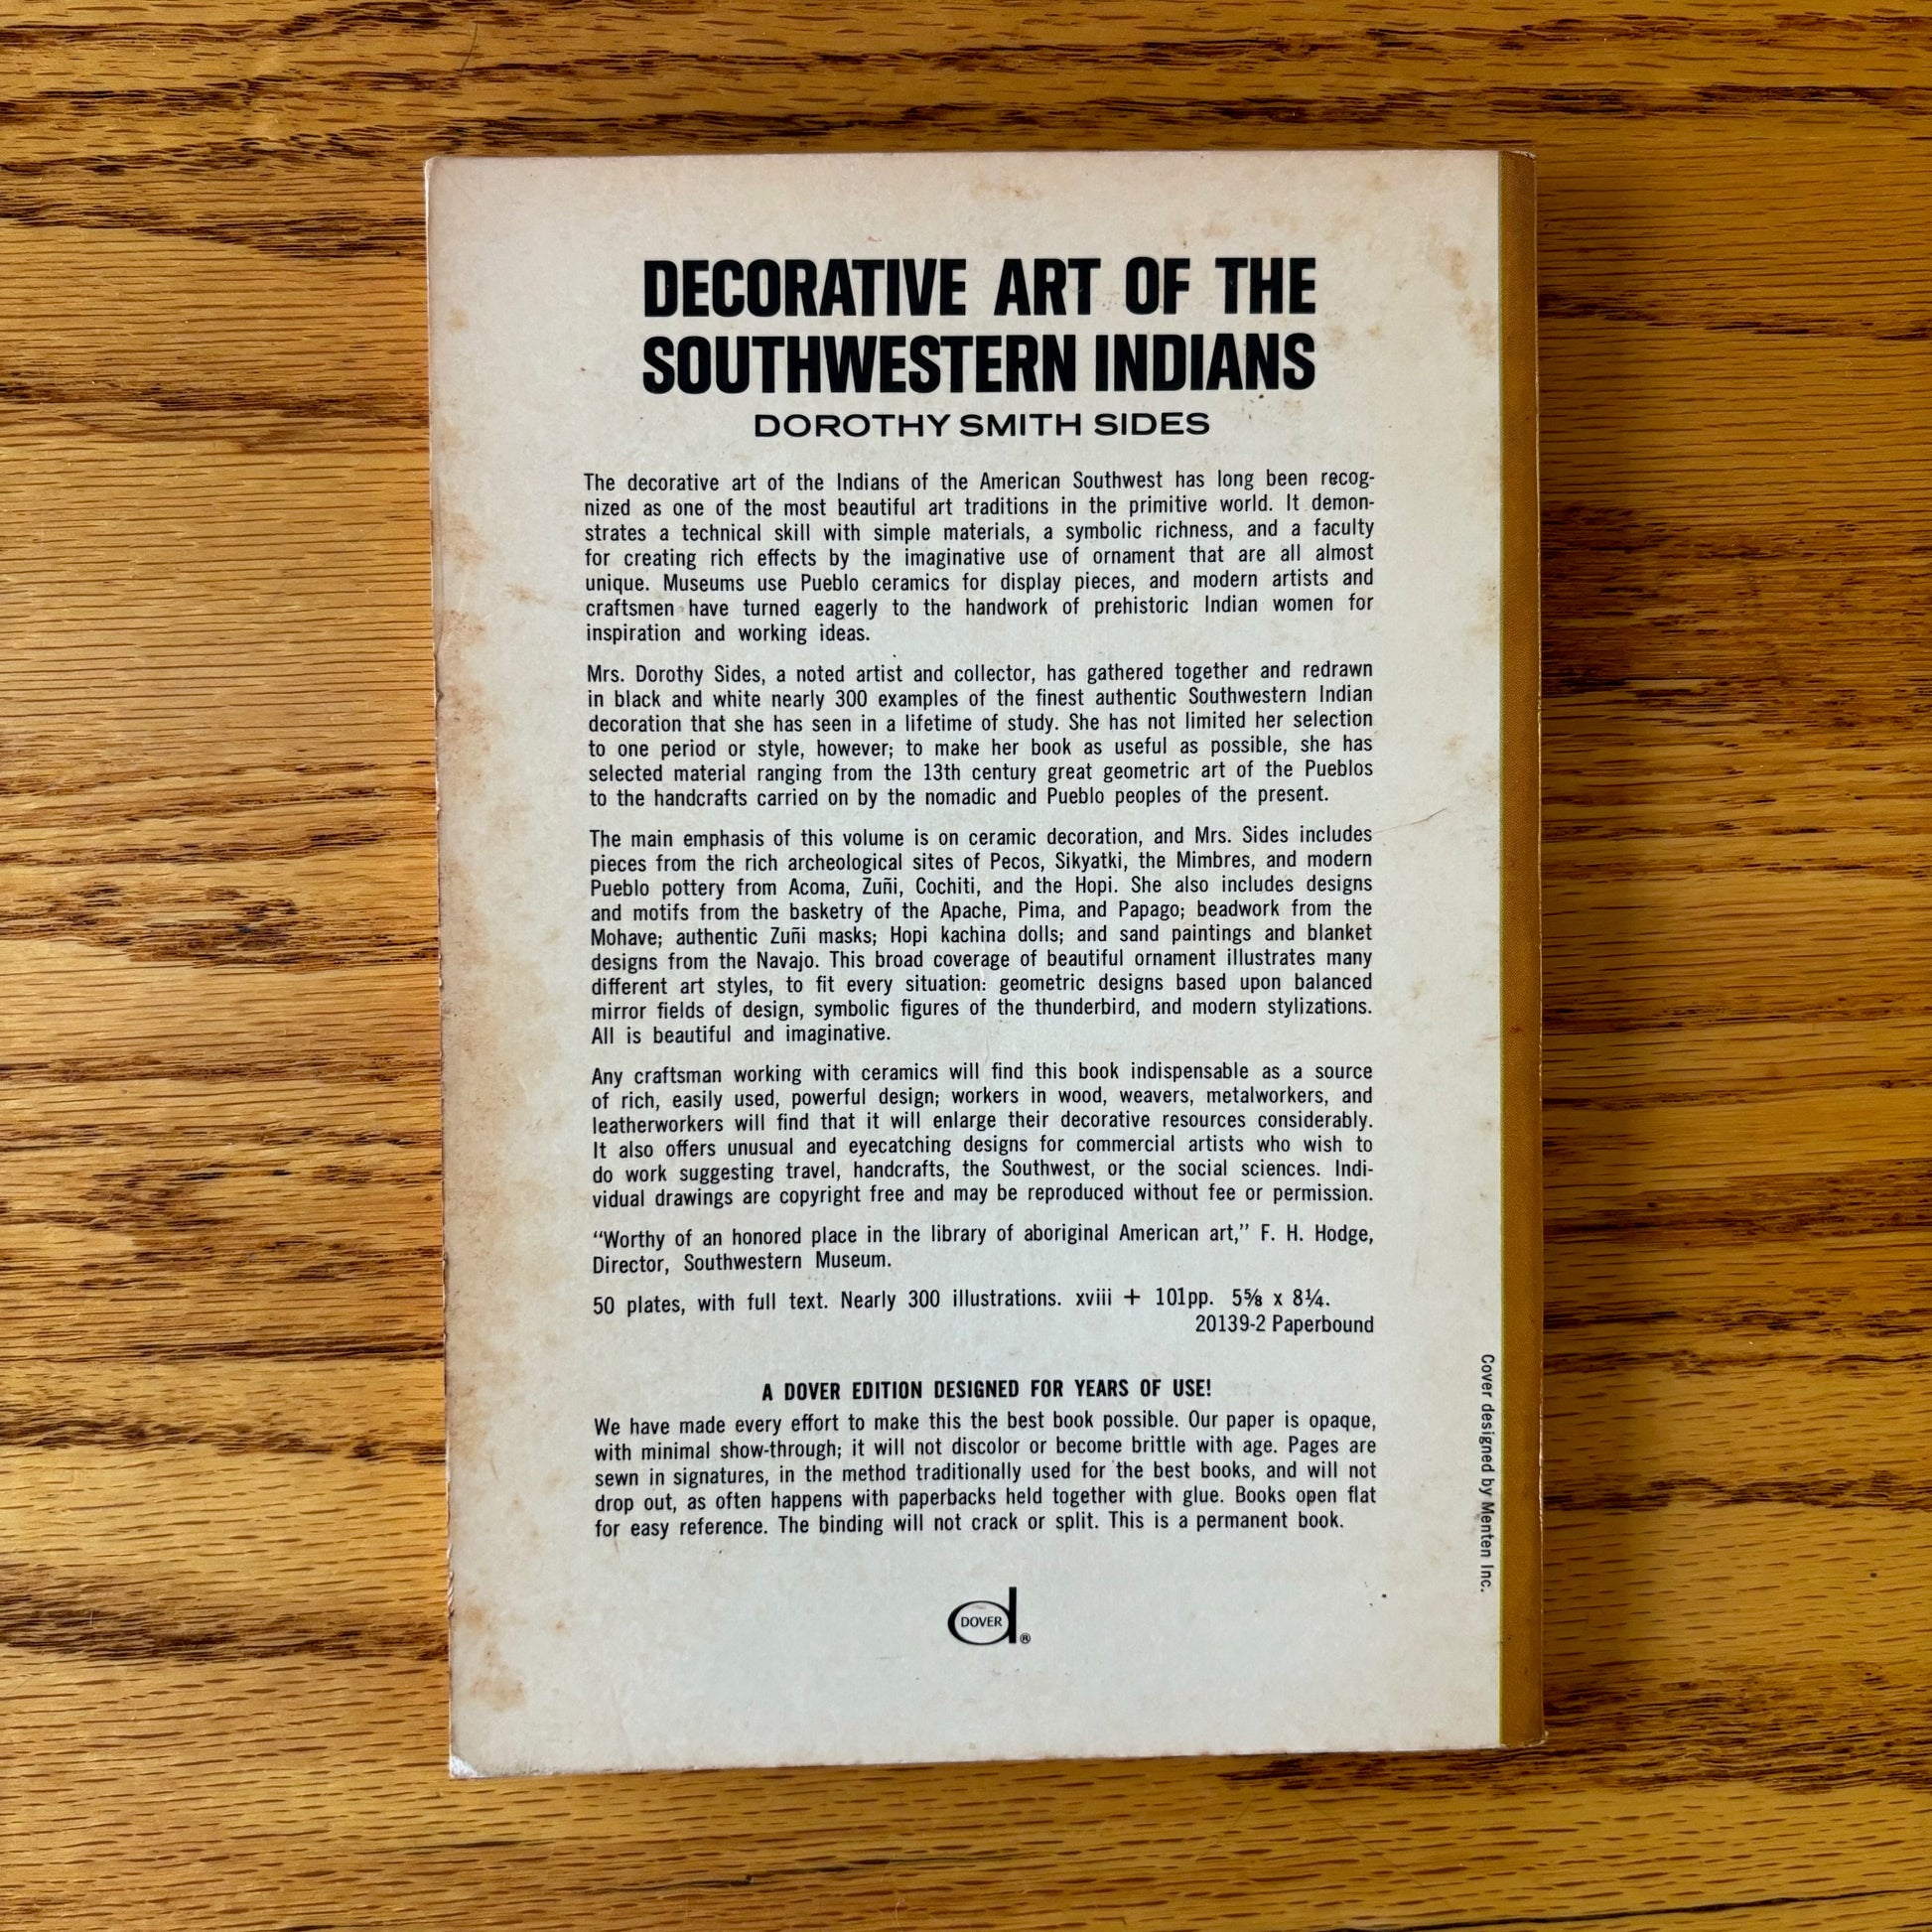 DECORATIVE ART OF THE
SOUTHWESTERN INDIANS
DOROTHY SMITH SIDES
The decorative art of the Indians of the American Southwest has long been recog-
nized as one of the most beautiful art traditions in the primitive world. It demon-
strates a technical skill with simple materials, a symbolic richness, and a faculty
for creating rich effects by the imaginative use of ornament that are all almost
unique. Museums use Pueblo ceramics for display pieces, and modern artists and
craftsmen have turned eagerly to the handwork of prehistoric Indian women for
inspiration and working ideas.
Mrs. Dorothy Sides, a noted artist and collector, has gathered together and redrawn
in black and white nearly 300 examples of the finest authentic Southwestern Indian
decoration that she has seen in a lifetime of study. She has not limited her selection
to one period or style, however; to make her book as useful as possible, she has
selected material ranging from the 13th century great geometric art of the Pueblos
to the handcrafts carried on by the nomadic and Pueblo peoples of the present.
The main emphasis of this volume is on ceramic decoration, and Mrs. Sides includes
pieces from the rich archeological sites of Pecos, Sikyatki, the Mimbres, and modern
Pueblo pottery from Acoma, Zuñi, Cochiti, and the Hopi. She also includes designs
and motifs from the basketry of the Apache, Pima, and Papago; beadwork from the
Mohave; authentic Zuñi masks; Hopi kachina dolls; and sand paintings and blanket
designs from the Navajo. This broad coverage of beautiful ornament illustrates many
different art styles, to fit every situation: geometric designs based upon balanced
mirror fields of design, symbolic figures of the thunderbird, and modern stylizations.
All is beautiful and imaginative.
Any craftsman working with ceramics will find this book indispensable as a source
of rich, easily used, powerful design; workers in wood, weavers, metalworkers, and
leatherworkers will find that it will enlarge their decorative resources considerably.
It also offers unusual and eyecatching designs for commercial artists who wish to
do work suggesting travel, handcrafts, the Southwest, or the social sciences. Indi-
vidual drawings are copyright free and may be reproduced without fee or permission.
“Worthy of an honored place in the library of aboriginal American art,” F. H. Hodge,
Director, Southwestern Museum.
50 plates, with full text. Nearly 300 illustrations. xviii + 101pp. 5⅝ x 8¼.
20139-2 Paperbound
A DOVER EDITION DESIGNED FOR YEARS OF USE!
We have made every effort to make this the best book possible. Our paper is opaque,
with minimal show-through; it will not discolor or become brittle with age. Pages are
sewn in signatures, in the method traditionally used for the best books, and will not
drop out, as often happens with paperbacks held together with glue. Books open flat
for easy reference. The binding will not crack or split. This is a permanent book.
DOVER
®
Cover designed by Menten Inc.